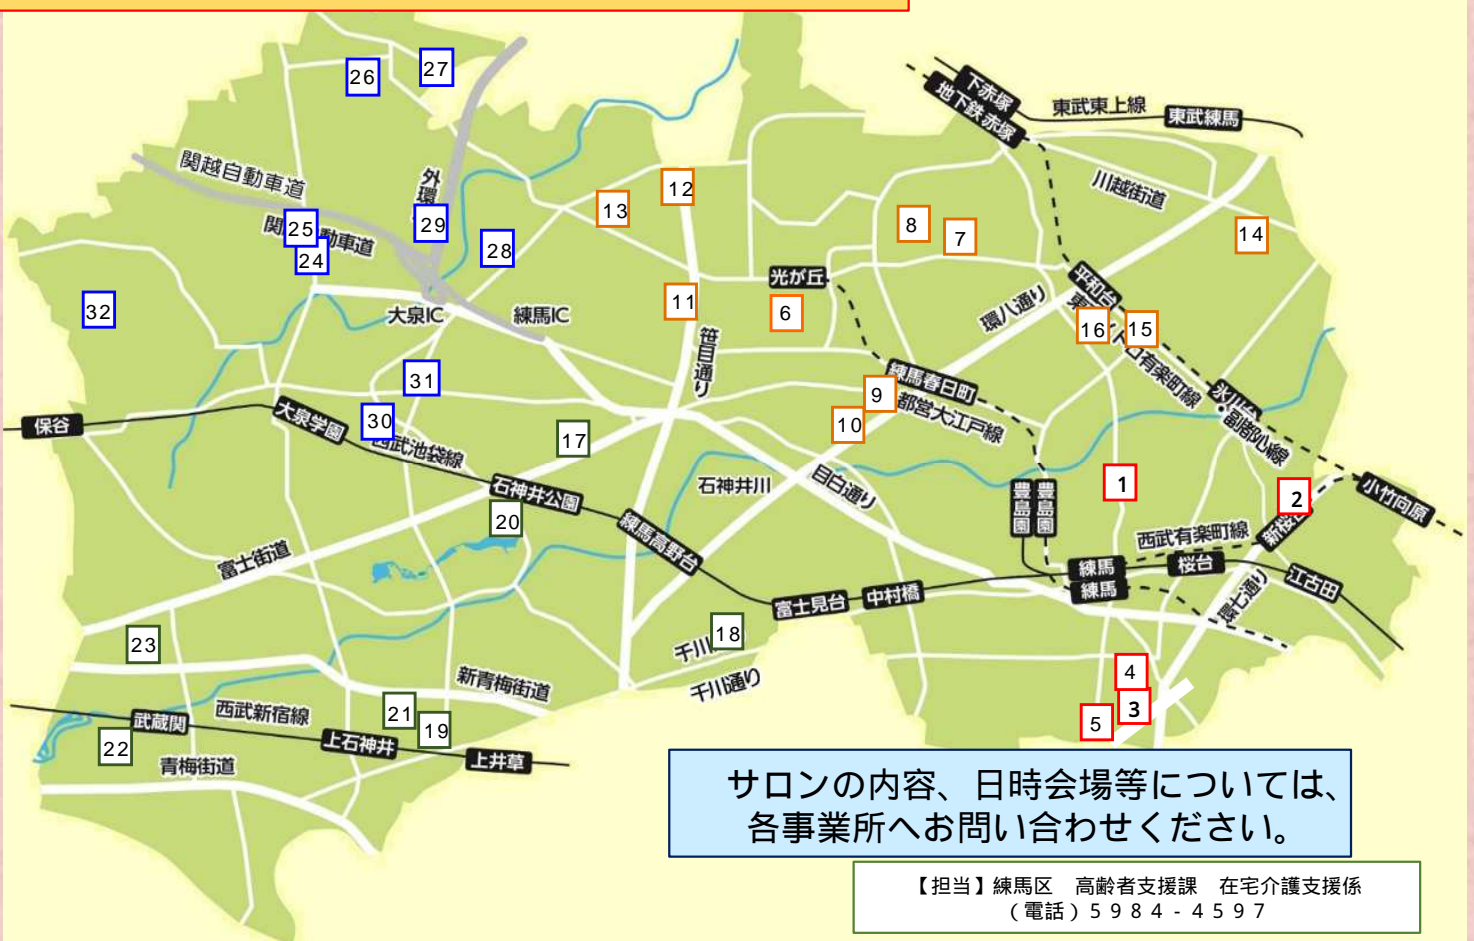 26
27
下赤塚
地下鉄 赤塚
東武東上線
東武練馬
関越自動車道
外環
川越街道
12
13
8
7
14
25
29
28
24
動車道
光が丘
平和台
32
大泉IC
練馬IC
11
6
環八通り
16
15
笹目通り
有楽町線
31
練馬春日町
9
氷川台
保谷
大泉学園
30
西武池袋線
17
10
都営大江戸線
副都心線
石神井公園
石神井川
目白通り
豊島園
豊島園
1
2
小竹向原
20
練馬高野台
西武有楽町線
新桜
富士街道
練馬
桜台
江古田
富士見台
中村橋
練馬
環七通り
23
18
千川
千川通り
新青梅街道
4
3
5
武蔵関
西武新宿線
21
19
22
上石神井
上井草
青梅街道
サロンの内容、日時会場等については、
各事業所へお問い合わせください。
【担当】練馬区　高齢者支援課　在宅介護支援係
（電話）５９８４-４５９７